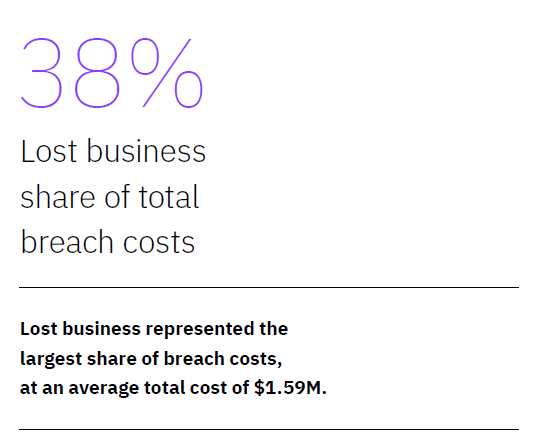 38%
Lost business
share of total
breach costs
Lost business represented the
largest share of breach costs,
at an average total cost of $1.59M.